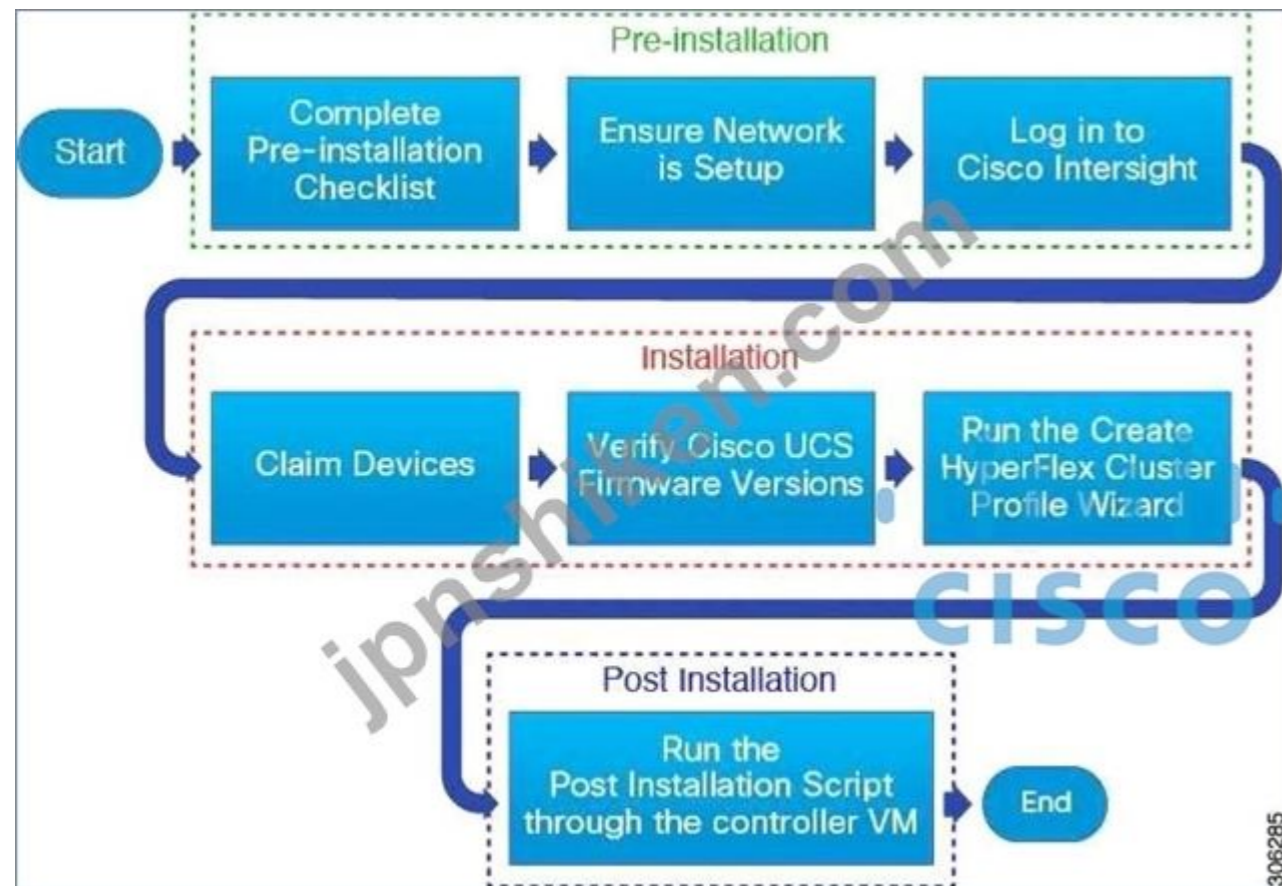 Pre-installation
Start
Complete
Pre-installation
Checklist
Ensure Network
is Setup
Log in to
Cisco Intersight
Installation
Claim Devices
Verify Cisco UCS
Firmware Versions
Run the Create
HyperFlex Cluster
Profile Wizard
CISCO
Post Installation
Run the
Post Installation Script
through the controller VM
End
306285
jpnshiken.com